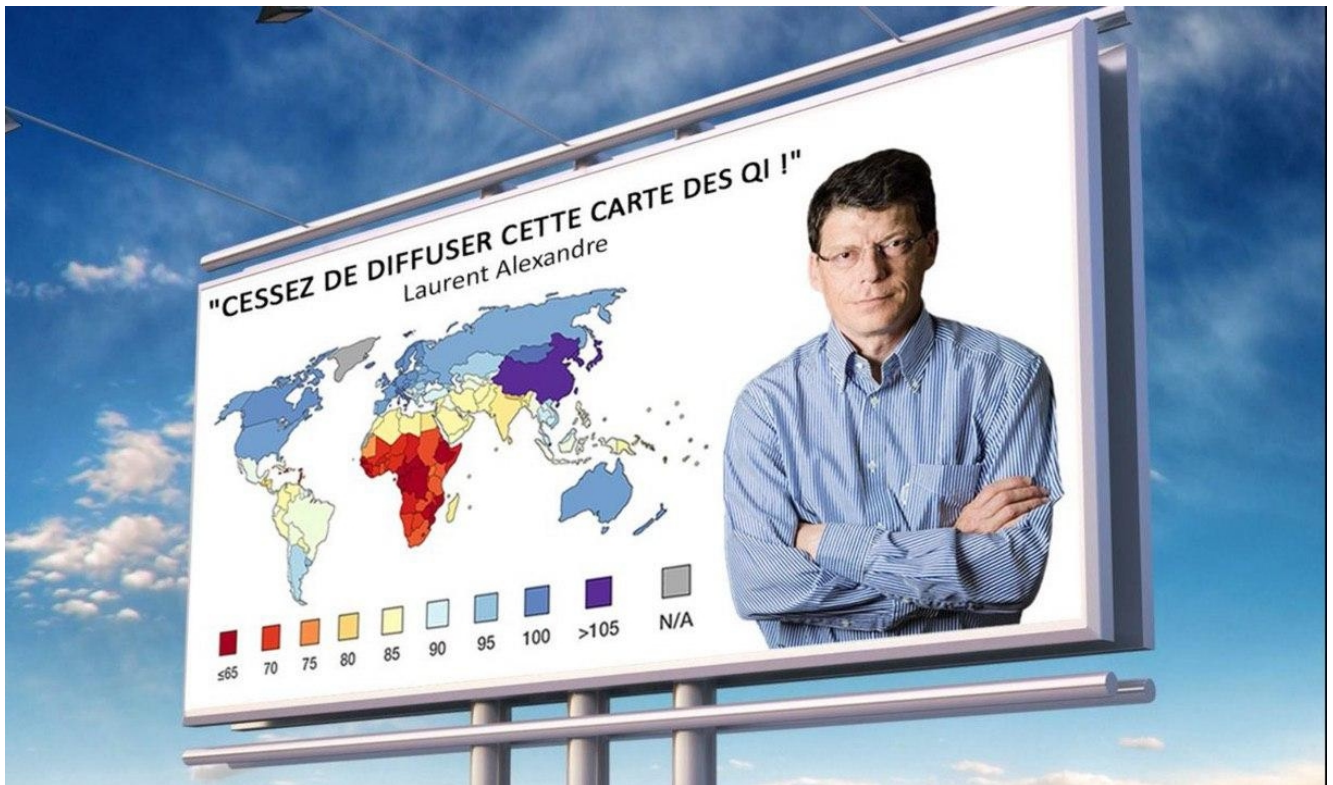 "CESSEZ DE DIFFUSER CETTE CARTE DES QI !"
Laurent Alexandre
≤65 70 75 80 85 90 95 100 >105 N/A